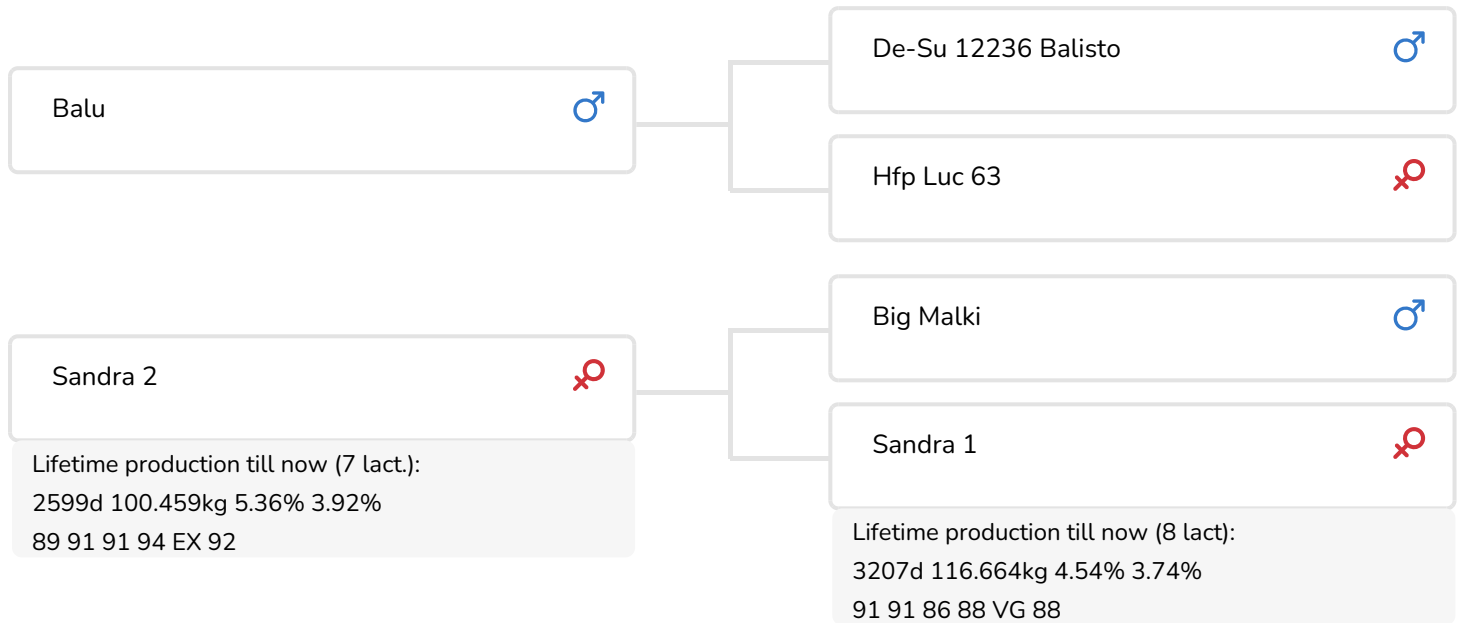 Balu
De-Su 12236 Balisto
Hfp Luc 63
Sandra 2
Lifetime production till now (7 lact.):
2599d 100.459kg 5.36% 3.92%
89 91 91 94 EX 92
Big Malki
Sandra 1
Lifetime production till now (8 lact):
3207d 116.664kg 4.54% 3.74%
91 91 86 88 VG 88